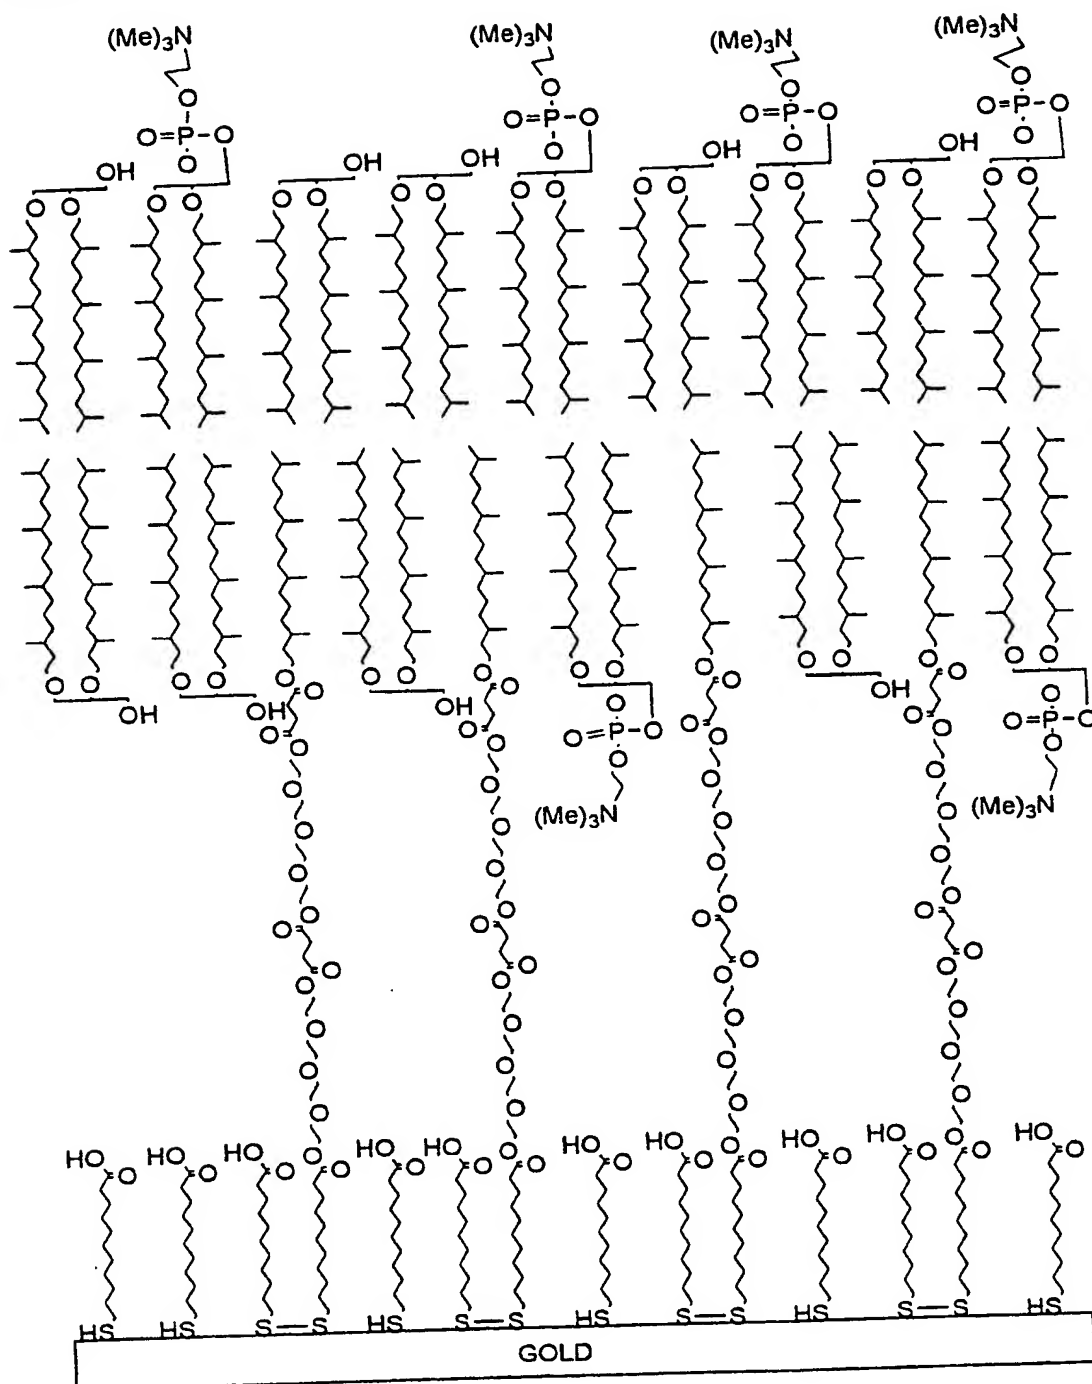 (Me)₃N (Me)₃N (Me)₃N (Me)₃N
O O O O
O=P-O O=P-O O=P-O O=P-O
O O O O
OH OH OH OH OH
O O O O O O O O O O O O O O O O O O
O O O O O O O O O O O O O O O O O O
O O O O
OH OH OH OH
O O O O
O O O O
O=P-O O=P-O
O O
(Me)₃N (Me)₃N
O O O O
O O O O
O O O O
O O O O
O O O O
O O O O
O O O O
O O O O
O O O O
O O O O
O O O O
HO O HO O HO O O O HO O HO O O O HO O HO O O O HO O HO O O O HO O
HS HS S—S HS S—S HS S—S HS S—S HS
GOLD